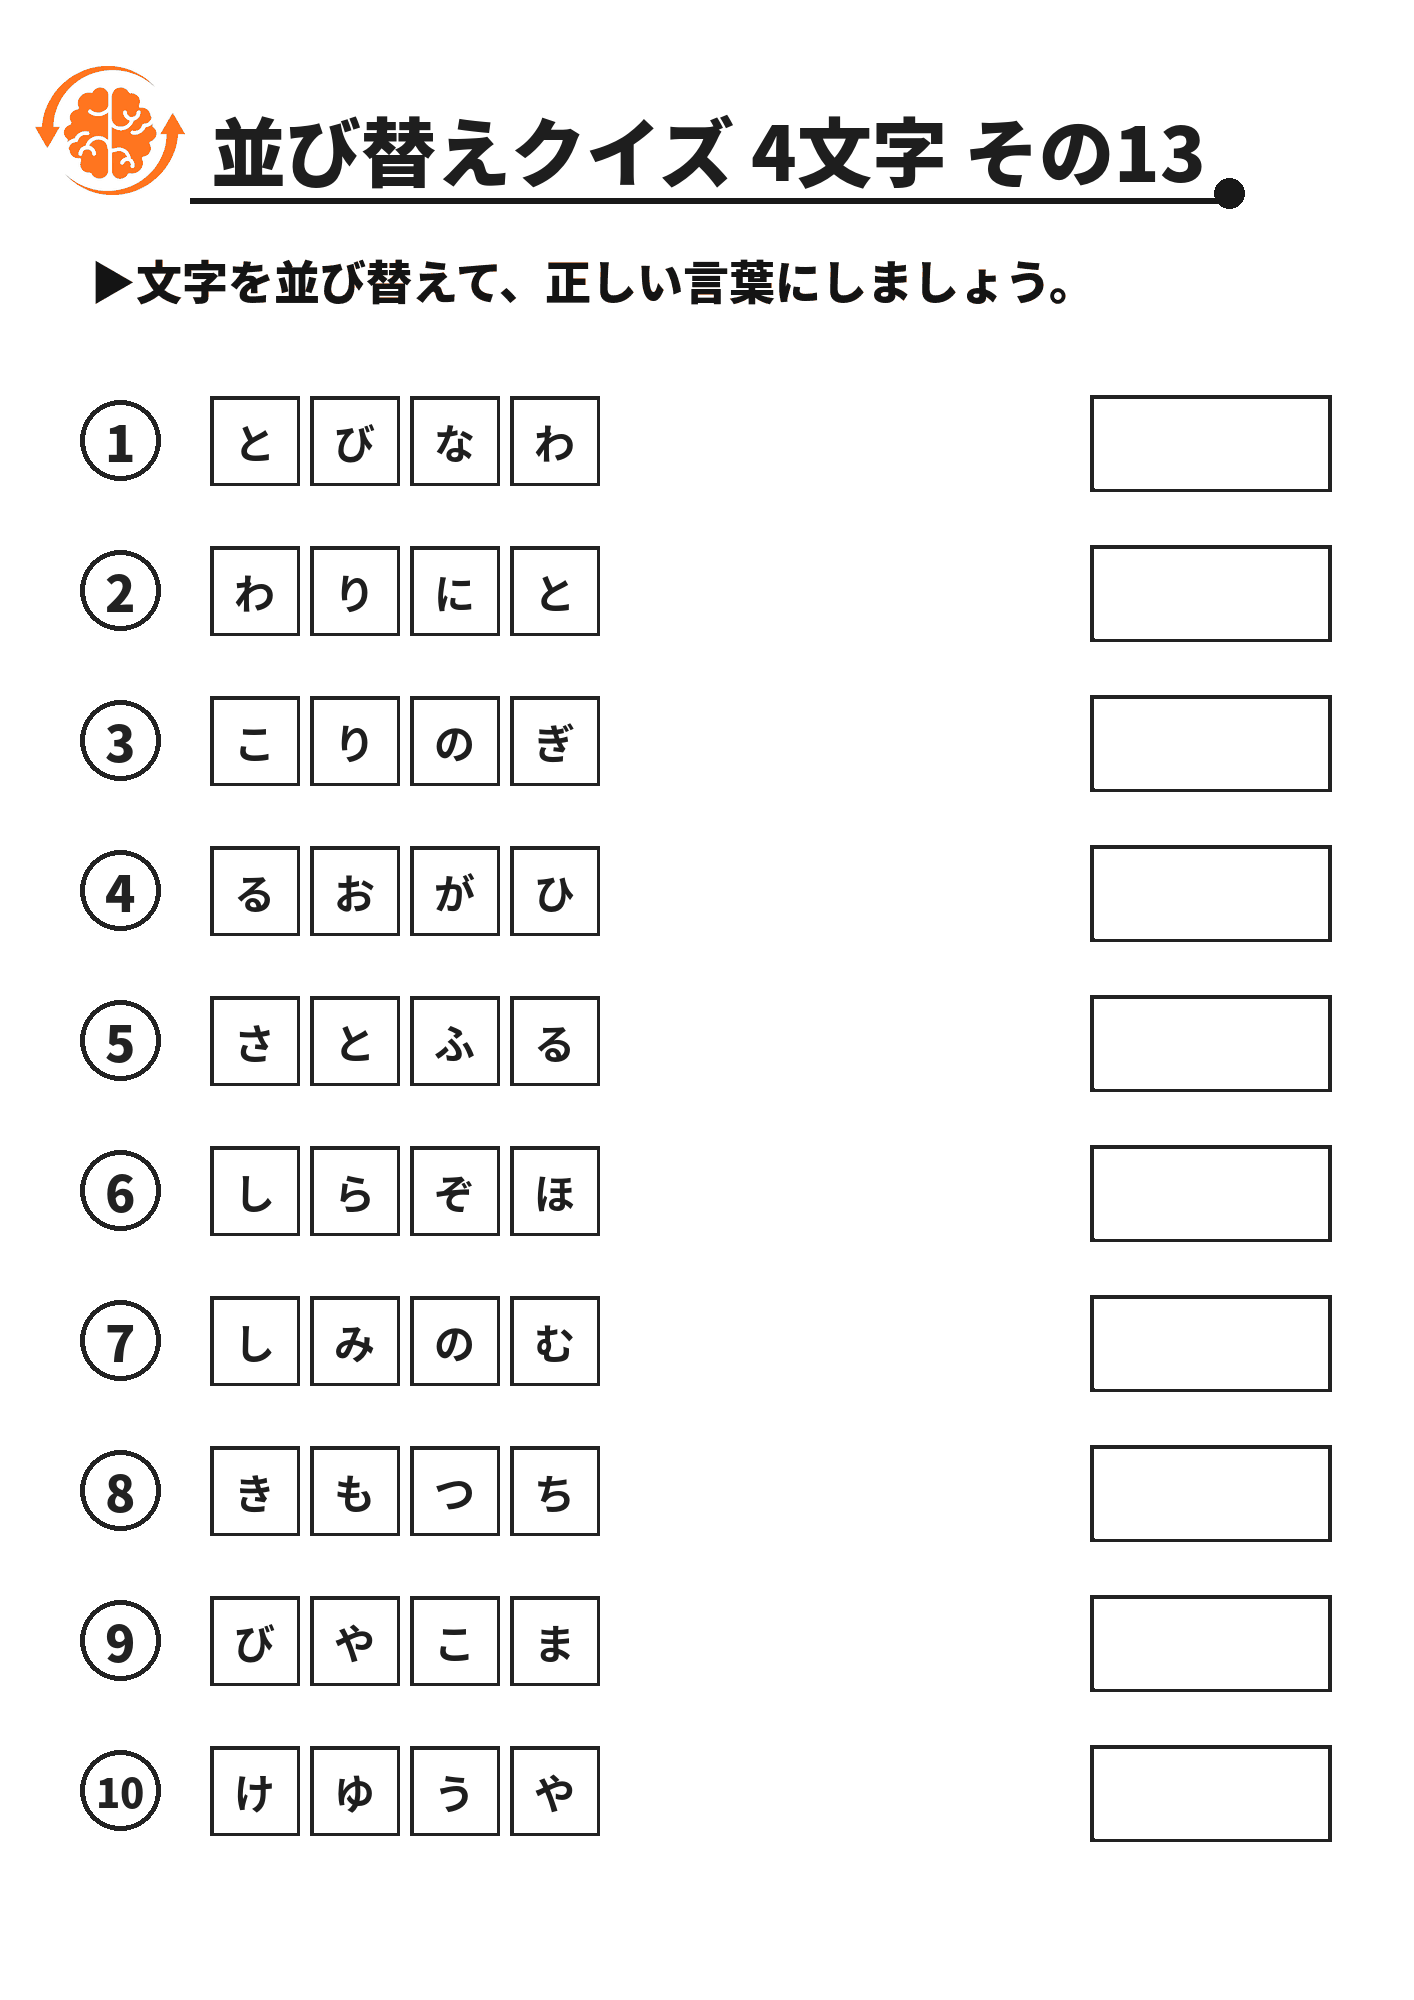 並び替えクイズ 4文字 その13
▶文字を並び替えて、正しい言葉にしましょう。
1 と び な わ
2 わ り に と
3 こ り の ぎ
4 る お が ひ
5 さ と ふ る
6 し ら ぞ ほ
7 し み の む
8 き も つ ち
9 び や こ ま
10 け ゆ う や